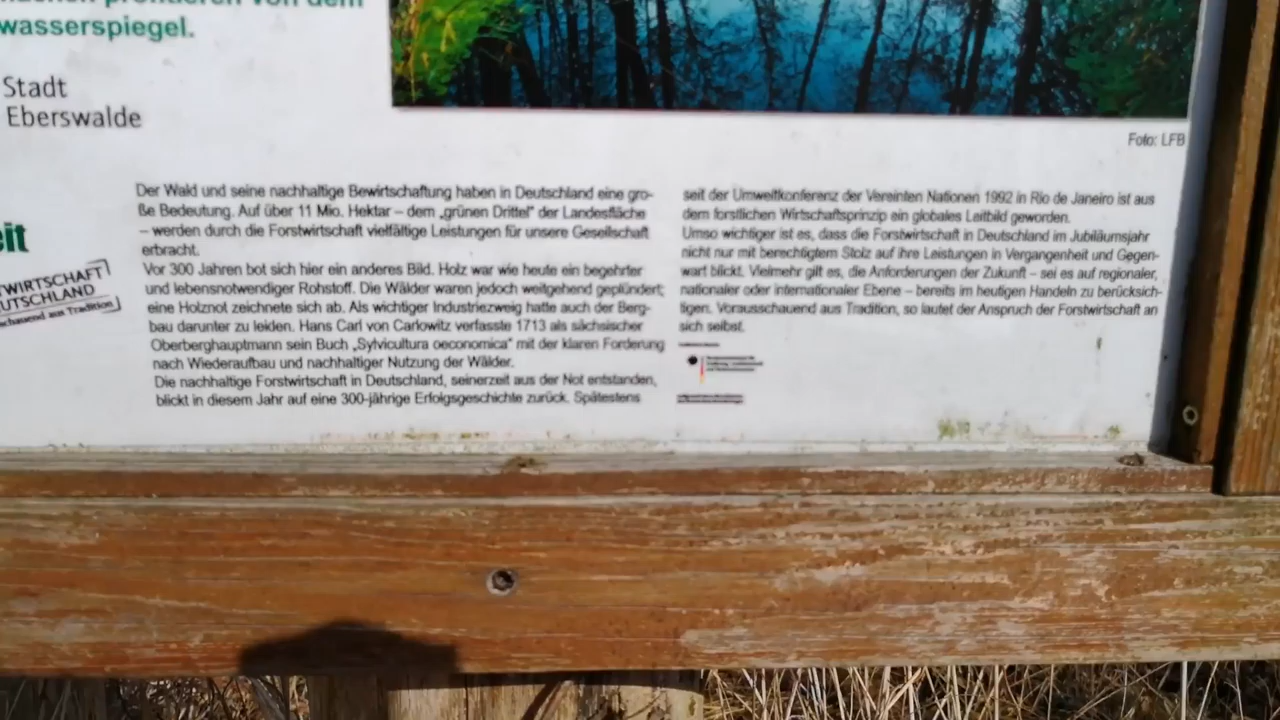 profitieren von dem
wasserspiegel.
Stadt
Eberswalde
Foto: LFB
eit
WIRTSCHAFT
UTSCHLAND
schauend aus Tradition
Der Wald und seine nachhaltige Bewirtschaftung haben in Deutschland eine gro-
ße Bedeutung. Auf über 11 Mio. Hektar – dem „grünen Drittel" der Landesfläche
– werden durch die Forstwirtschaft vielfältige Leistungen für unsere Gesellschaft
erbracht.
Vor 300 Jahren bot sich hier ein anderes Bild. Holz war wie heute ein begehrter
und lebensnotwendiger Rohstoff. Die Wälder waren jedoch weitgehend geplündert;
eine Holznot zeichnete sich ab. Als wichtiger Industriezweig hatte auch der Berg-
bau darunter zu leiden. Hans Carl von Carlowitz verfasste 1713 als sächsischer
Oberberghauptmann sein Buch „Sylvicultura oeconomica" mit der klaren Forderung
nach Wiederaufbau und nachhaltiger Nutzung der Wälder.
Die nachhaltige Forstwirtschaft in Deutschland, seinerzeit aus der Not entstanden,
blickt in diesem Jahr auf eine 300-jährige Erfolgsgeschichte zurück. Spätestens
seit der Umweltkonferenz der Vereinten Nationen 1992 in Rio de Janeiro ist aus
dem forstlichen Wirtschaftsprinzip ein globales Leitbild geworden.
Umso wichtiger ist es, dass die Forstwirtschaft in Deutschland im Jubiläumsjahr
nicht nur mit berechtigtem Stolz auf ihre Leistungen in Vergangenheit und Gegen-
wart blickt. Vielmehr gilt es, die Anforderungen der Zukunft – sei es auf regionaler,
nationaler oder internationaler Ebene – bereits im heutigen Handeln zu berücksich-
tigen. Vorausschauend aus Tradition, so lautet der Anspruch der Forstwirtschaft an
sich selbst.